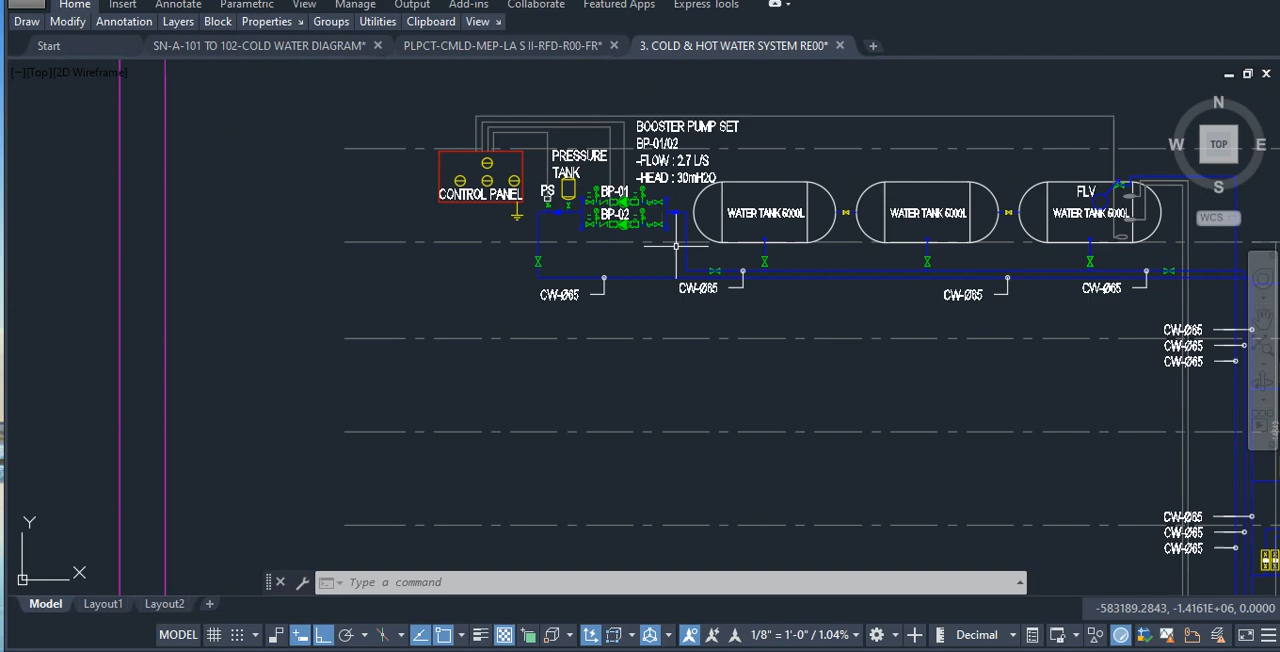 Home Insert Annotate Parametric View Manage Output Add-ins Collaborate Featured Apps Express Tools
Draw Modify Annotation Layers Block Properties Groups Utilities Clipboard View
Start SN-A-101 TO 102-COLD WATER DIAGRAM* PLPCT-CMLD-MEP-LA S II-RFD-R00-FR* 3. COLD & HOT WATER SYSTEM RE00*
[−][Top][2D Wireframe]
N
W TOP E
S
WCS
BOOSTER PUMP SET
BP-01/02
-FLOW : 2.7 L/S
-HEAD : 30mH2O
PRESSURE
TANK
CONTROL PANEL
PS
BP-01
BP-02
WATER TANK 5000L
WATER TANK 5000L
FLV
WATER TANK 5000L
CW-Ø65
CW-Ø65
CW-Ø65
CW-Ø65
CW-Ø65
CW-Ø65
CW-Ø65
CW-Ø65
CW-Ø65
CW-Ø65
Y
X
Type a command
Model Layout1 Layout2
-583189.2843, -1.4161E+06, 0.0000
MODEL 1/8" = 1'-0" / 1.04% Decimal